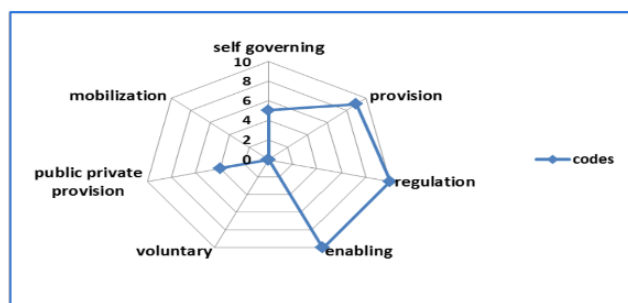 self governing
10
8
6
4
2
0
provision
regulation
enabling
voluntary
public private
provision
mobilization
codes